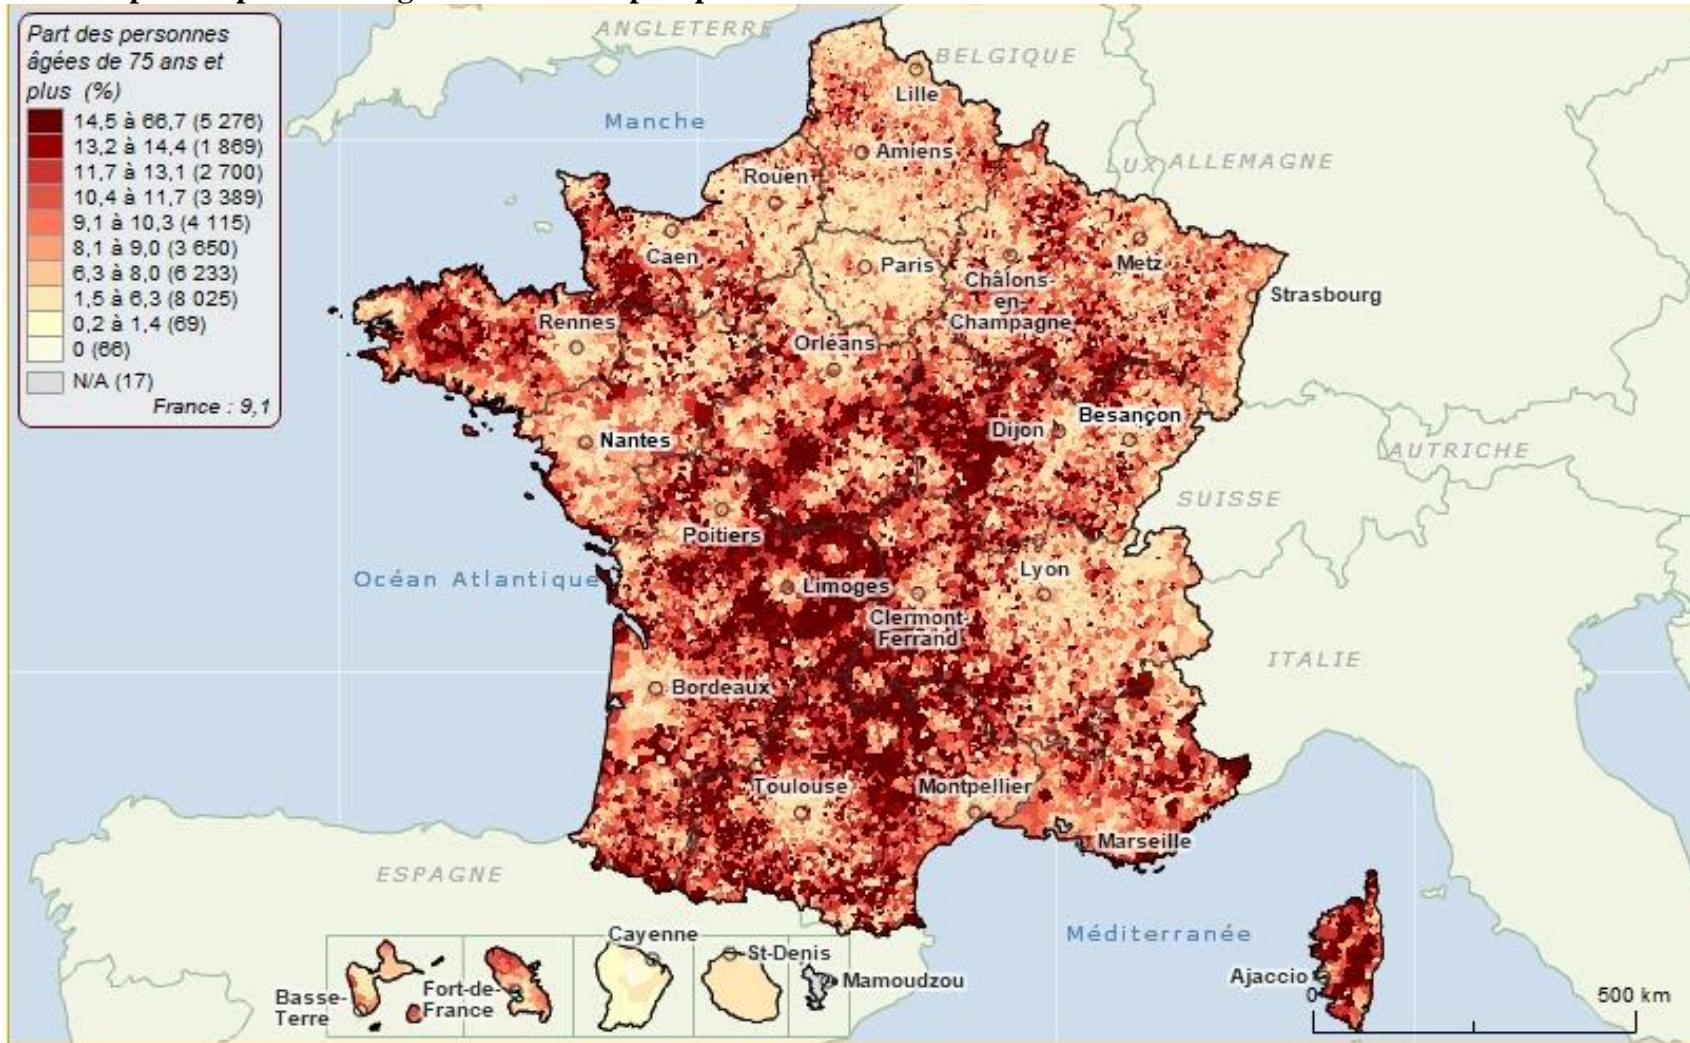 Part des personnes
âgées de 75 ans et
plus (%)
14,5 à 66,7 (5 276)
13,2 à 14,4 (1 869)
11,7 à 13,1 (2 700)
10,4 à 11,7 (3 389)
9,1 à 10,3 (4 115)
8,1 à 9,0 (3 650)
6,3 à 8,0 (6 233)
1,5 à 6,3 (8 025)
0,2 à 1,4 (69)
0 (66)
N/A (17)
France : 9,1
ANGLETERRE
BELGIQUE
Lille
Manche
Amiens
LUX
ALLEMAGNE
Rouen
Caen
Paris
Châlons-
en-
Champagne
Metz
Strasbourg
Rennes
Orléans
Nantes
Dijon
Besançon
AUTRICHE
SUISSE
Poitiers
Océan Atlantique
Limoges
Lyon
Clermont-
Ferrand
ITALIE
Bordeaux
Toulouse
Montpellier
Marseille
ESPAGNE
Méditerranée
Cayenne
St-Denis
Mamoudzou
Basse-
Terre
Fort-de-
France
Ajaccio
0
500 km